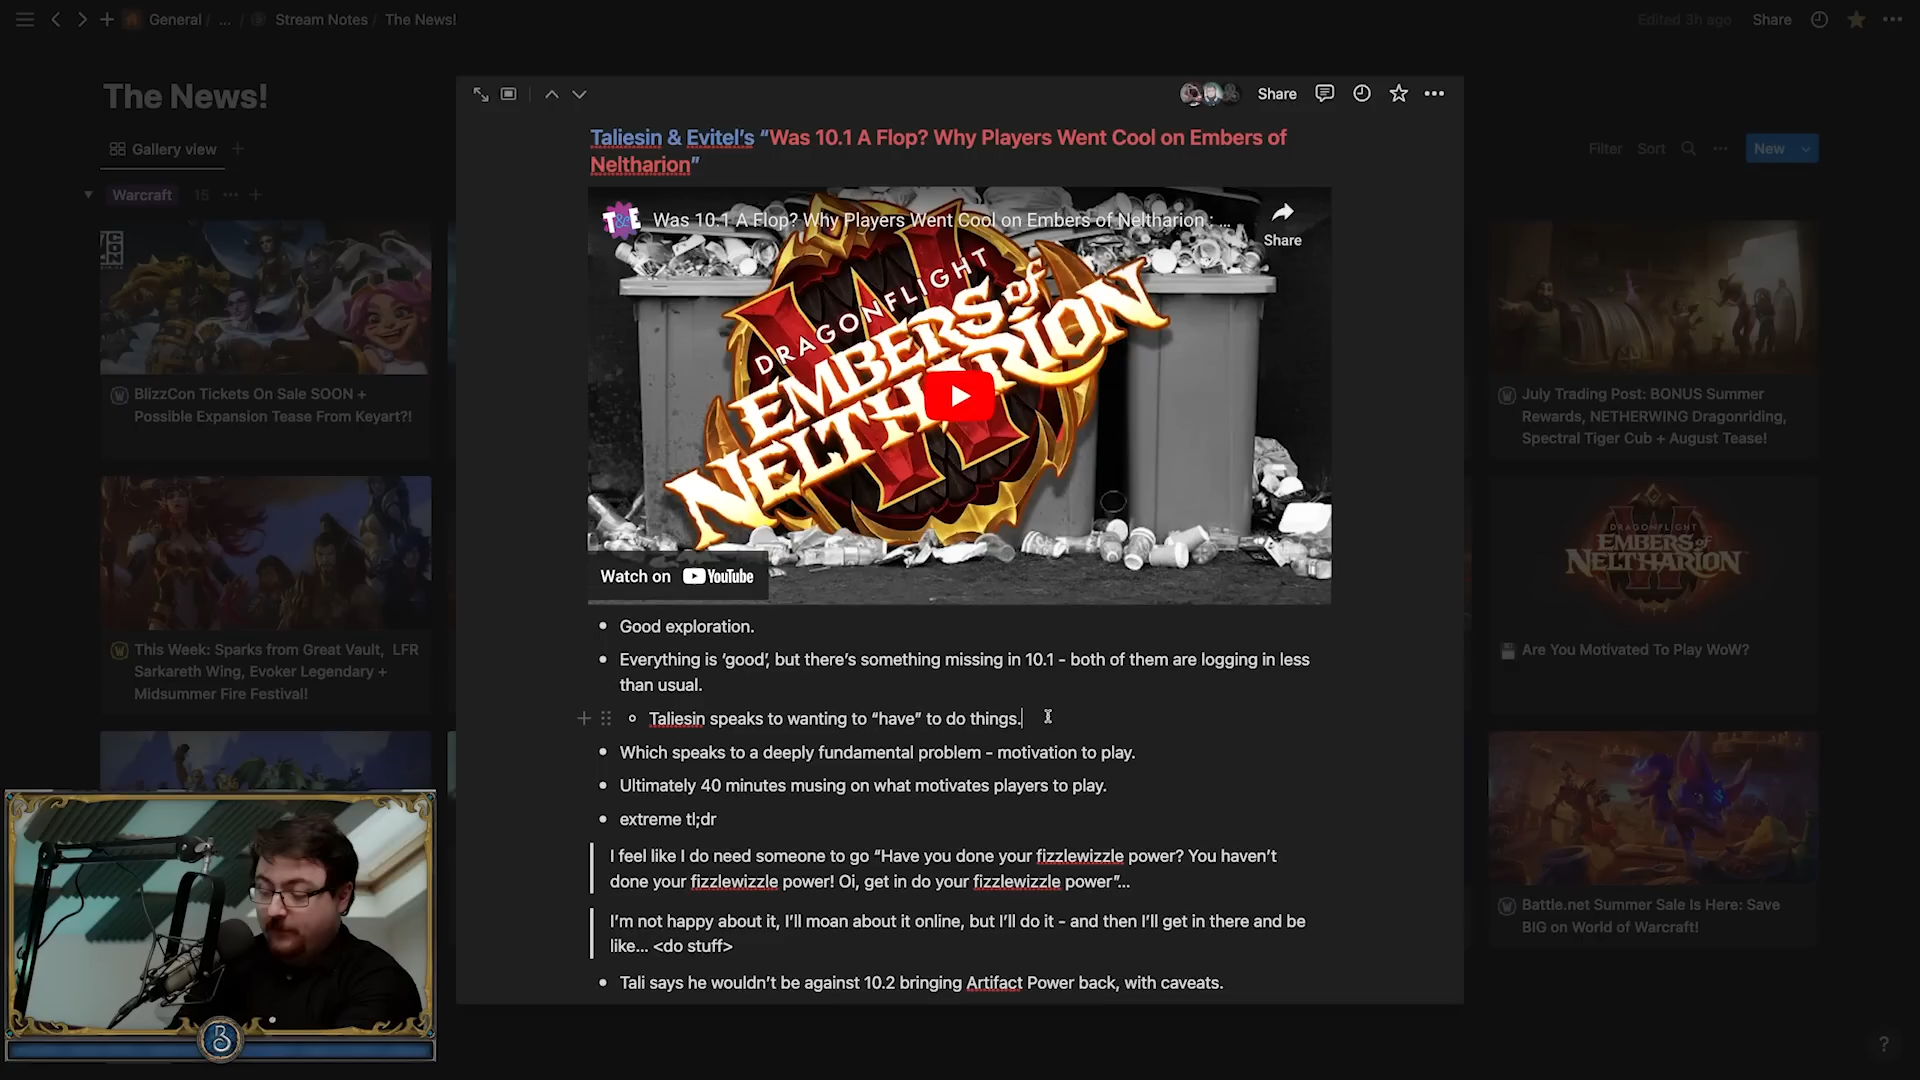 General / ... / Stream Notes / The News!
Edited 3h ago Share
The News!
Gallery view
Filter Sort New
Warcraft 15
BlizzCon Tickets On Sale SOON +
Possible Expansion Tease From Keyart?!
This Week: Sparks from Great Vault, LFR
Sarkareth Wing, Evoker Legendary +
Midsummer Fire Festival!
Share
Taliesin & Evitel's “Was 10.1 A Flop? Why Players Went Cool on Embers of
Neltharion”
T&E
Was 10.1 A Flop? Why Players Went Cool on Embers of Neltharion : ...
Share
DRAGONFLIGHT
EMBERS of
NELTHARION
Watch on YouTube
Good exploration.
Everything is ‘good’, but there’s something missing in 10.1 - both of them are logging in less
than usual.
Taliesin speaks to wanting to “have” to do things.
Which speaks to a deeply fundamental problem - motivation to play.
Ultimately 40 minutes musing on what motivates players to play.
extreme tl;dr
I feel like I do need someone to go “Have you done your fizzlewizzle power? You haven’t
done your fizzlewizzle power! Oi, get in do your fizzlewizzle power”...
I’m not happy about it, I’ll moan about it online, but I’ll do it - and then I’ll get in there and be
like... <do stuff>
Tali says he wouldn’t be against 10.2 bringing Artifact Power back, with caveats.
July Trading Post: BONUS Summer
Rewards, NETHERWING Dragonriding,
Spectral Tiger Cub + August Tease!
DRAGONFLIGHT
EMBERS of
NELTHARION
Are You Motivated To Play WoW?
Battle.net Summer Sale Is Here: Save
BIG on World of Warcraft!
B
?